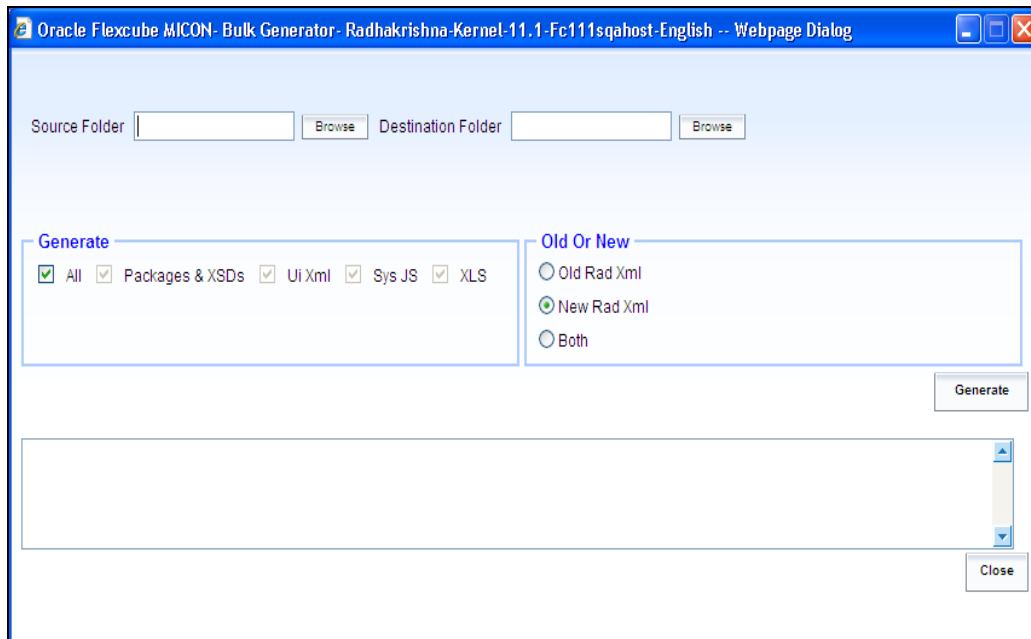 Oracle Flexcube MICON- Bulk Generator- Radhakrishna-Kernel-11.1-Fc111sqahost-English -- Webpage Dialog
Source Folder Browse Destination Folder Browse
Generate
All Packages & XSDs Ui Xml Sys JS XLS
Old Or New
Old Rad Xml
New Rad Xml
Both
Generate
Close